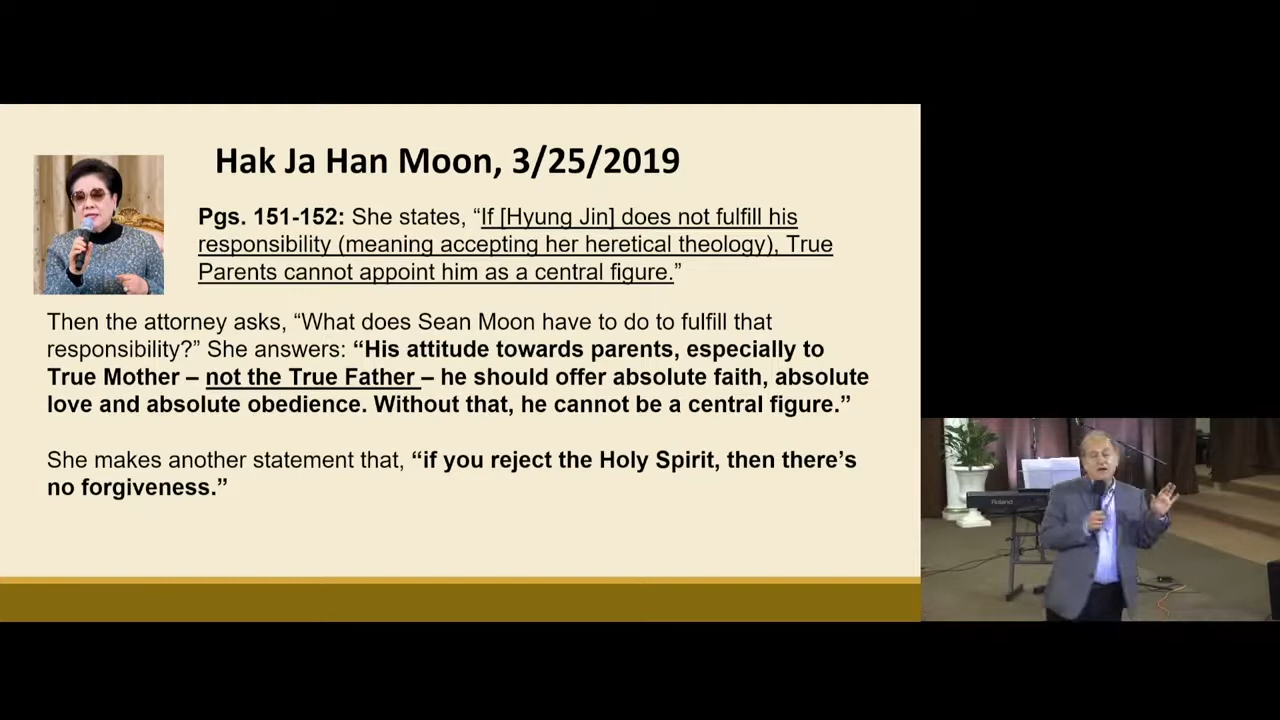 Hak Ja Han Moon, 3/25/2019
Pgs. 151-152: She states, “If [Hyung Jin] does not fulfill his
responsibility (meaning accepting her heretical theology), True
Parents cannot appoint him as a central figure.”
Then the attorney asks, “What does Sean Moon have to do to fulfill that
responsibility?” She answers: “His attitude towards parents, especially to
True Mother – not the True Father – he should offer absolute faith, absolute
love and absolute obedience. Without that, he cannot be a central figure.”
She makes another statement that, “if you reject the Holy Spirit, then there’s
no forgiveness.”
Roland